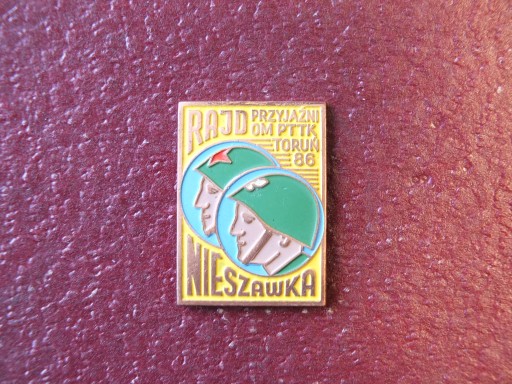 RAJD PRZYJAŹNI
OM PTTK
TORUŃ
86
NIESZAWKA